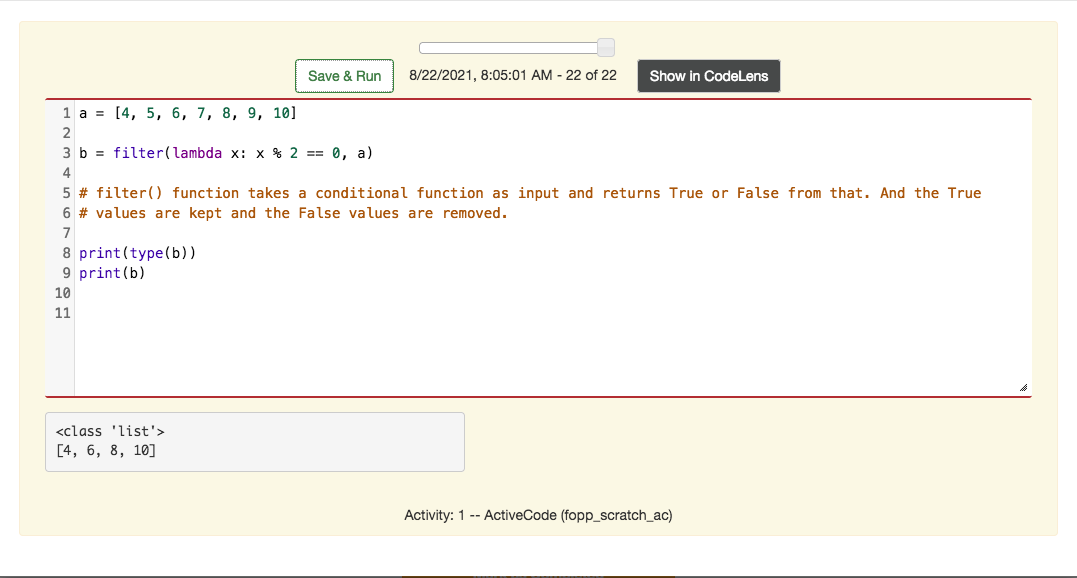 Save & Run 8/22/2021, 8:05:01 AM - 22 of 22 Show in CodeLens
1 a = [4, 5, 6, 7, 8, 9, 10]
2
3 b = filter(lambda x: x % 2 == 0, a)
4
5 # filter() function takes a conditional function as input and returns True or False from that. And the True
6 # values are kept and the False values are removed.
7
8 print(type(b))
9 print(b)
10
11
<class 'list'>
[4, 6, 8, 10]
Activity: 1 -- ActiveCode (fopp_scratch_ac)